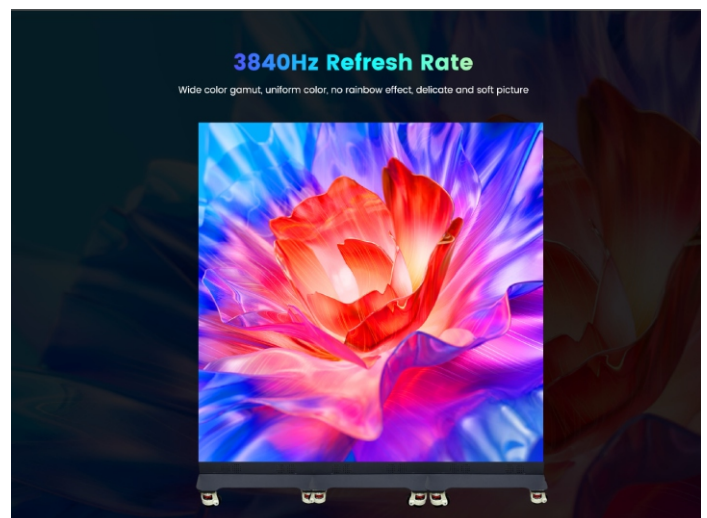 3840Hz Refresh Rate
Wide color gamut, uniform color, no rainbow effect, delicate and soft picture